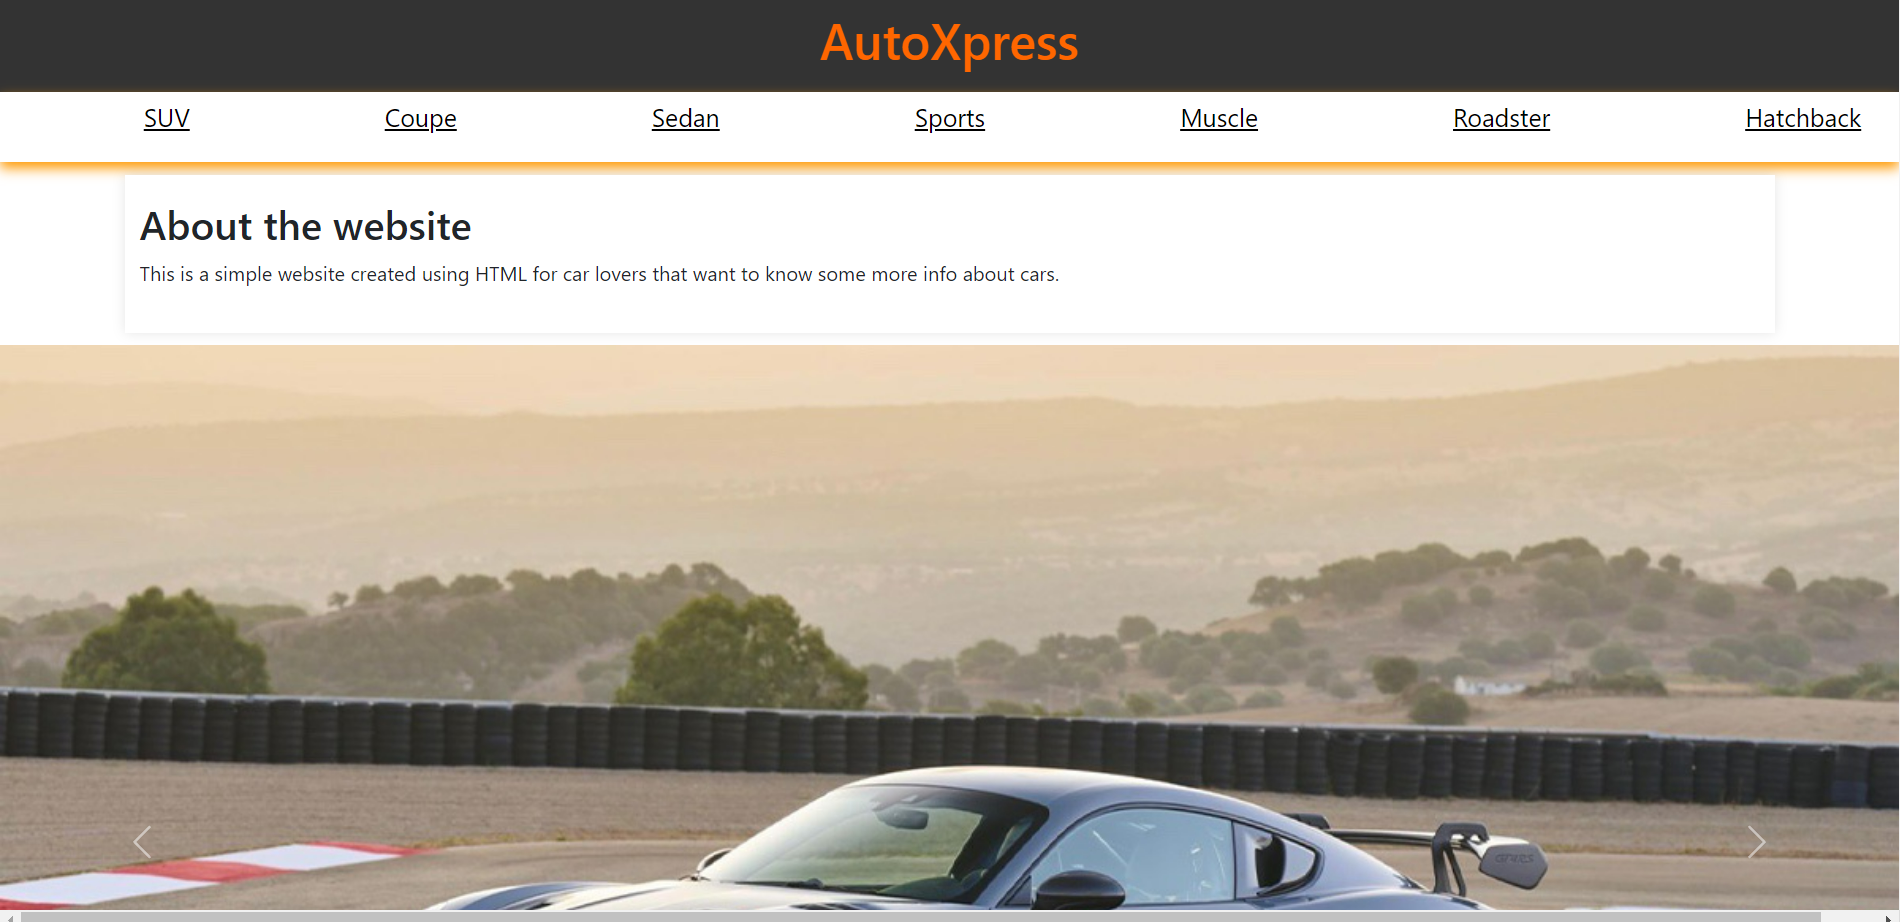 AutoXpress
SUV Coupe Sedan Sports Muscle Roadster Hatchback
About the website
This is a simple website created using HTML for car lovers that want to know some more info about cars.